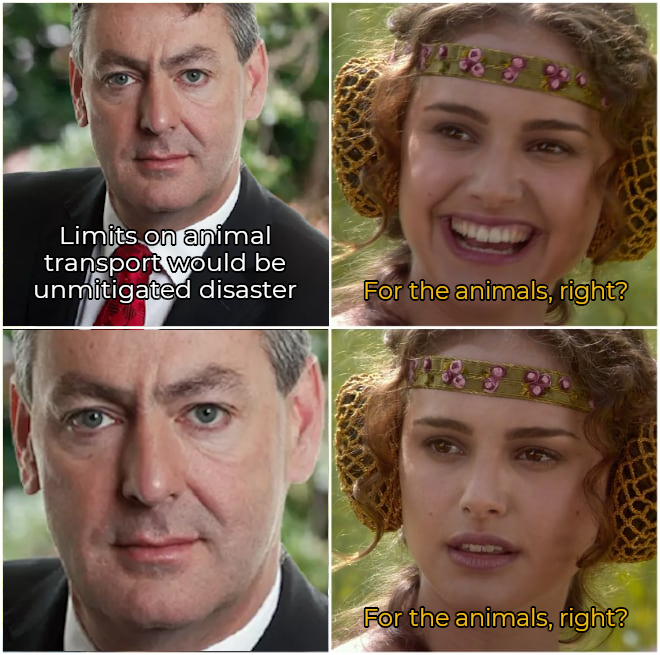 Limits on animal
transport would be
unmitigated disaster
For the animals, right?
For the animals, right?